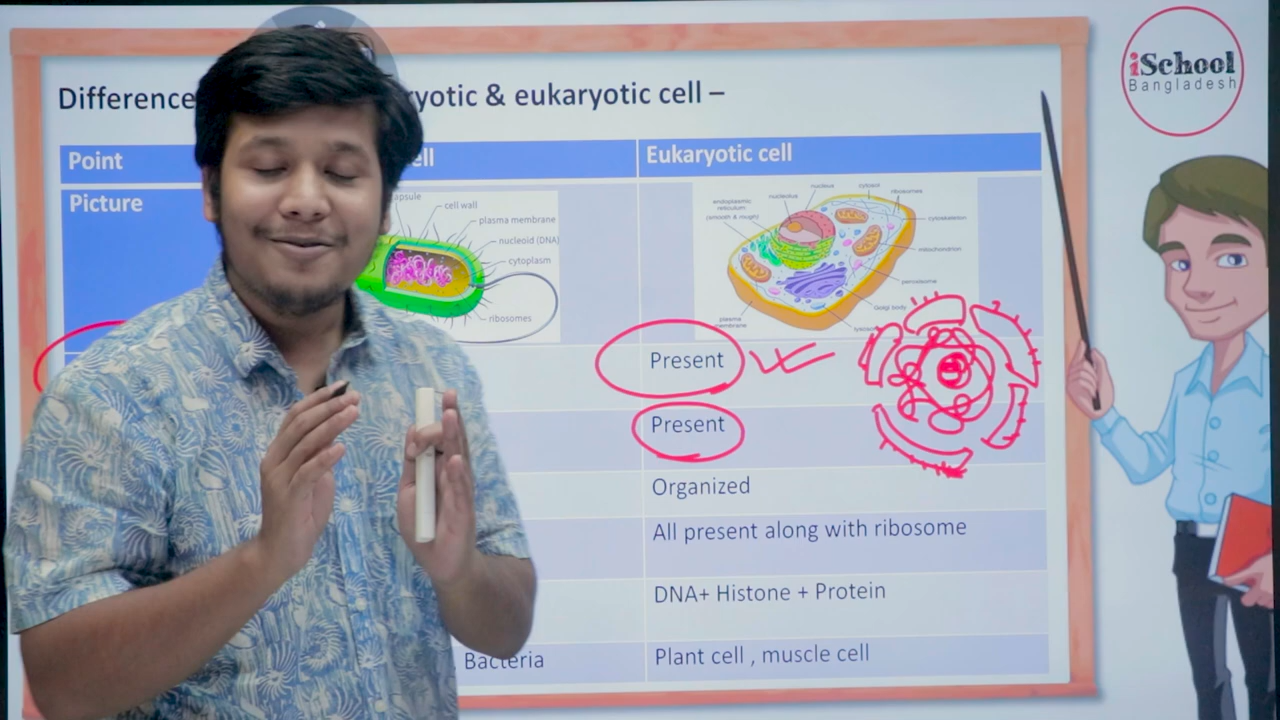 iSchool
Bangladesh
Difference
ryotic & eukaryotic cell –
Point
ell
Eukaryotic cell
Picture
apsule
cell wall
plasma membrane
nucleoid (DNA)
cytoplasm
ribosomes
nucleus
cytosol
nucleolus
ribosomes
endoplasmic
reticulum
(smooth & rough)
cytoskeleton
mitochondrion
peroxisome
Golgi body
plasma
membrane
lysoso
Present
Present
Organized
All present along with ribosome
DNA+ Histone + Protein
, Bacteria
Plant cell , muscle cell